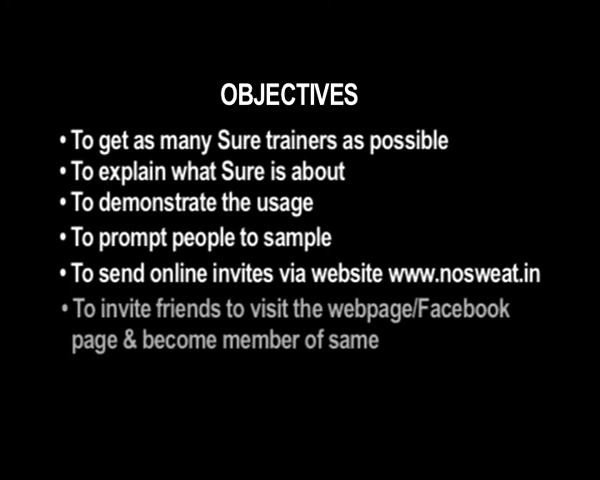 OBJECTIVES
• To get as many Sure trainers as possible
• To explain what Sure is about
• To demonstrate the usage
• To prompt people to sample
• To send online invites via website www.nosweat.in
• To invite friends to visit the webpage/Facebook
page & become member of same